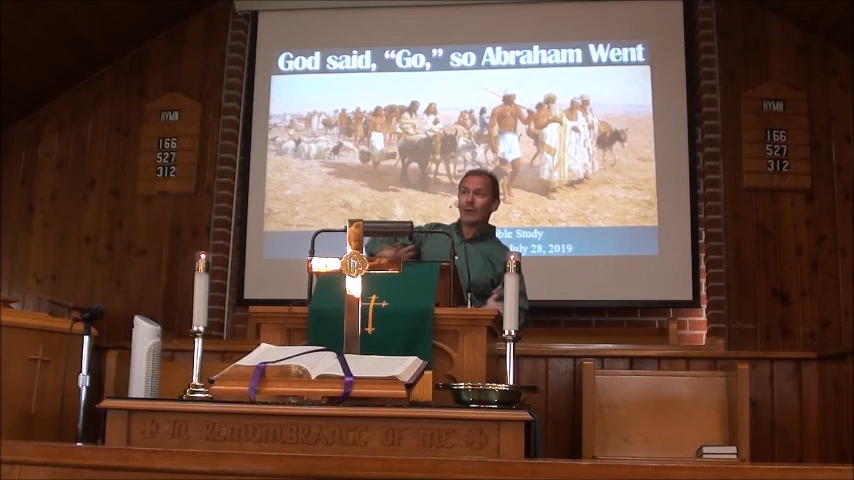 God said, “Go,” so Abraham Went
HYMN
166
527
312
HYMN
166
527
312
ble Study
July 28, 2019
IN REMEMBRANCE OF ME